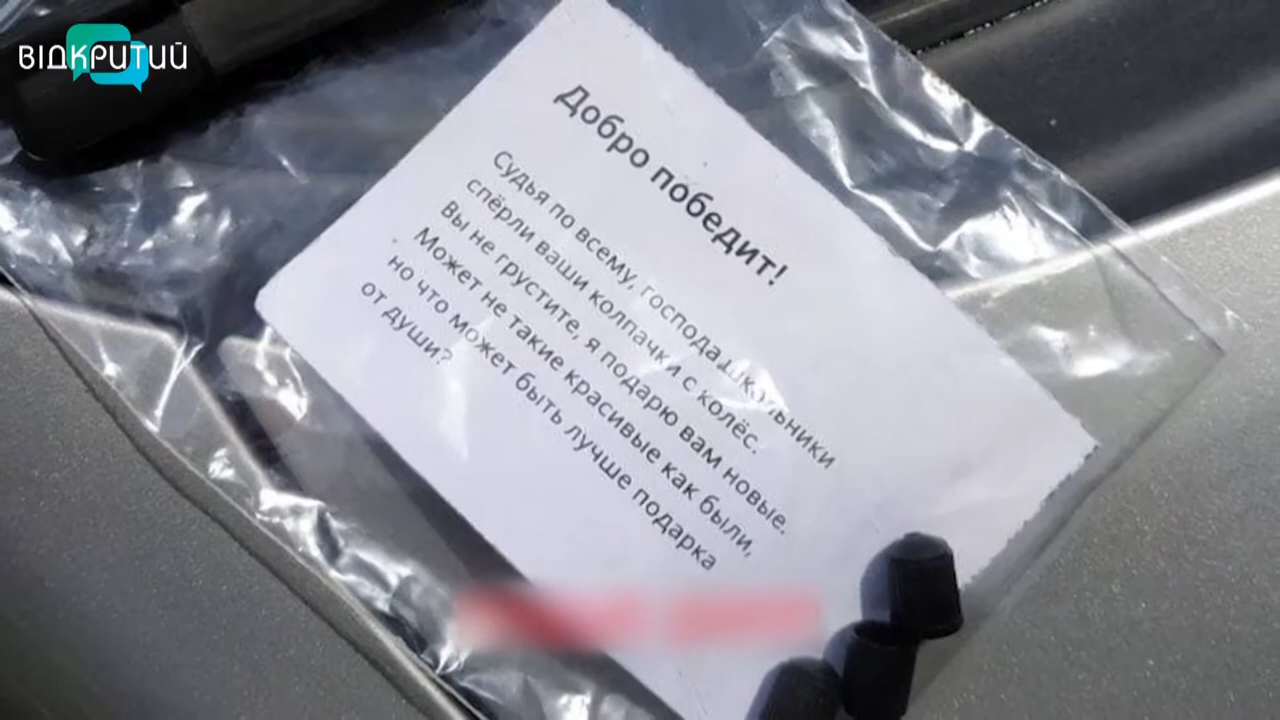 ВІДКРИТИЙ
Добро победит!
Судья по всему, господа школьники
спёрли ваши колпачки с колёс.
Вы не грустите, я подарю вам новые.
Может не такие красивые как были,
но что может быть лучше подарка
от души?